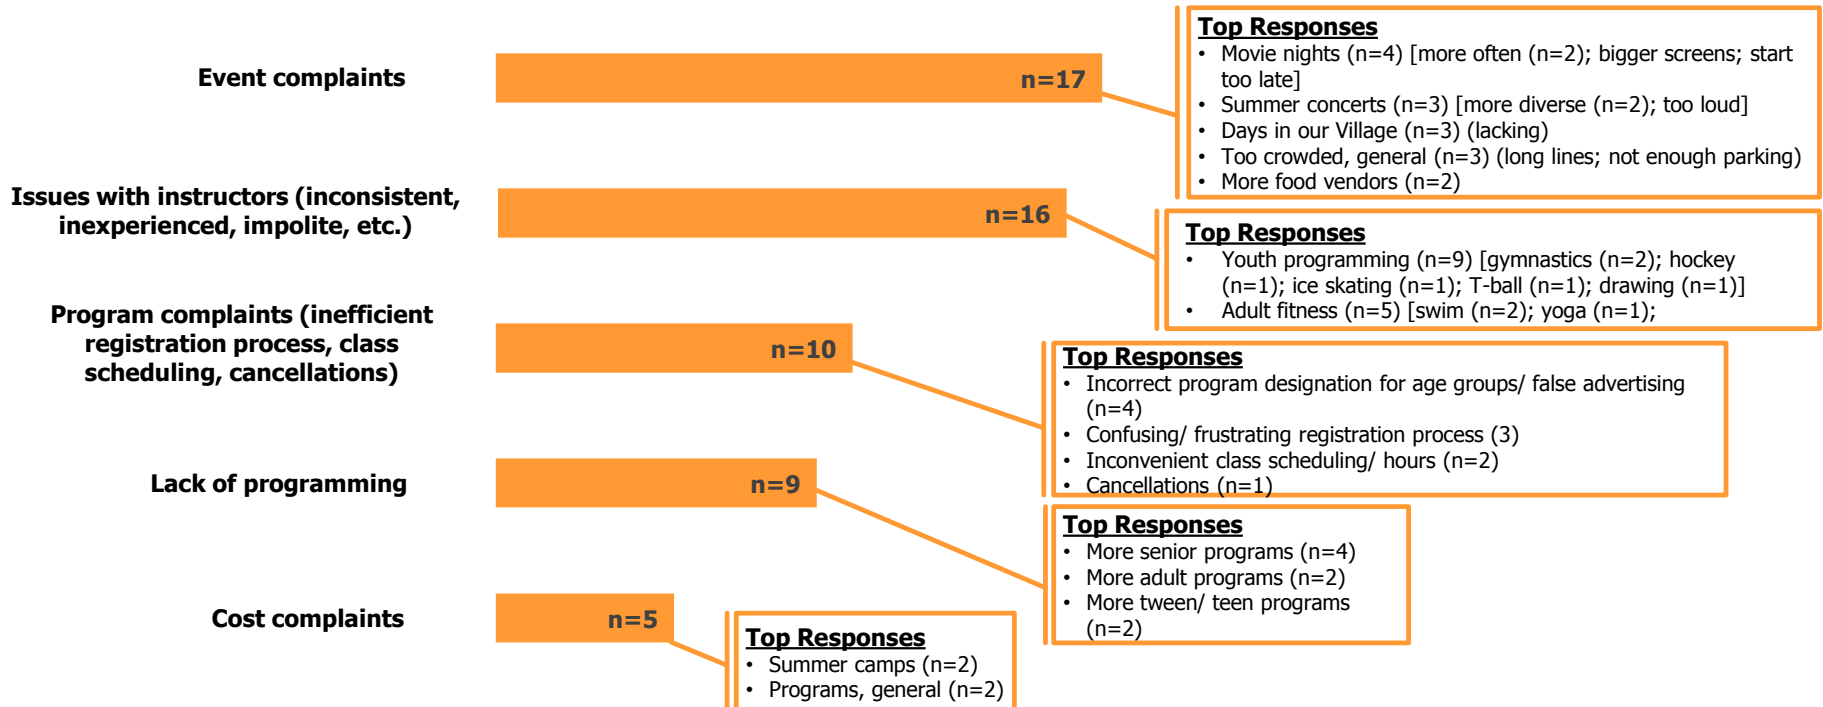 Event complaints
n=17
Top Responses
• Movie nights (n=4) [more often (n=2); bigger screens; start
too late]
• Summer concerts (n=3) [more diverse (n=2); too loud]
• Days in our Village (n=3) (lacking)
• Too crowded, general (n=3) (long lines; not enough parking)
• More food vendors (n=2)
Issues with instructors (inconsistent,
inexperienced, impolite, etc.)
n=16
Top Responses
• Youth programming (n=9) [gymnastics (n=2); hockey
(n=1); ice skating (n=1); T-ball (n=1); drawing (n=1)]
• Adult fitness (n=5) [swim (n=2); yoga (n=1);
Program complaints (inefficient
registration process, class
scheduling, cancellations)
n=10
Top Responses
• Incorrect program designation for age groups/ false advertising
(n=4)
• Confusing/ frustrating registration process (3)
• Inconvenient class scheduling/ hours (n=2)
• Cancellations (n=1)
Lack of programming
n=9
Top Responses
• More senior programs (n=4)
• More adult programs (n=2)
• More tween/ teen programs
(n=2)
Cost complaints
n=5
Top Responses
• Summer camps (n=2)
• Programs, general (n=2)